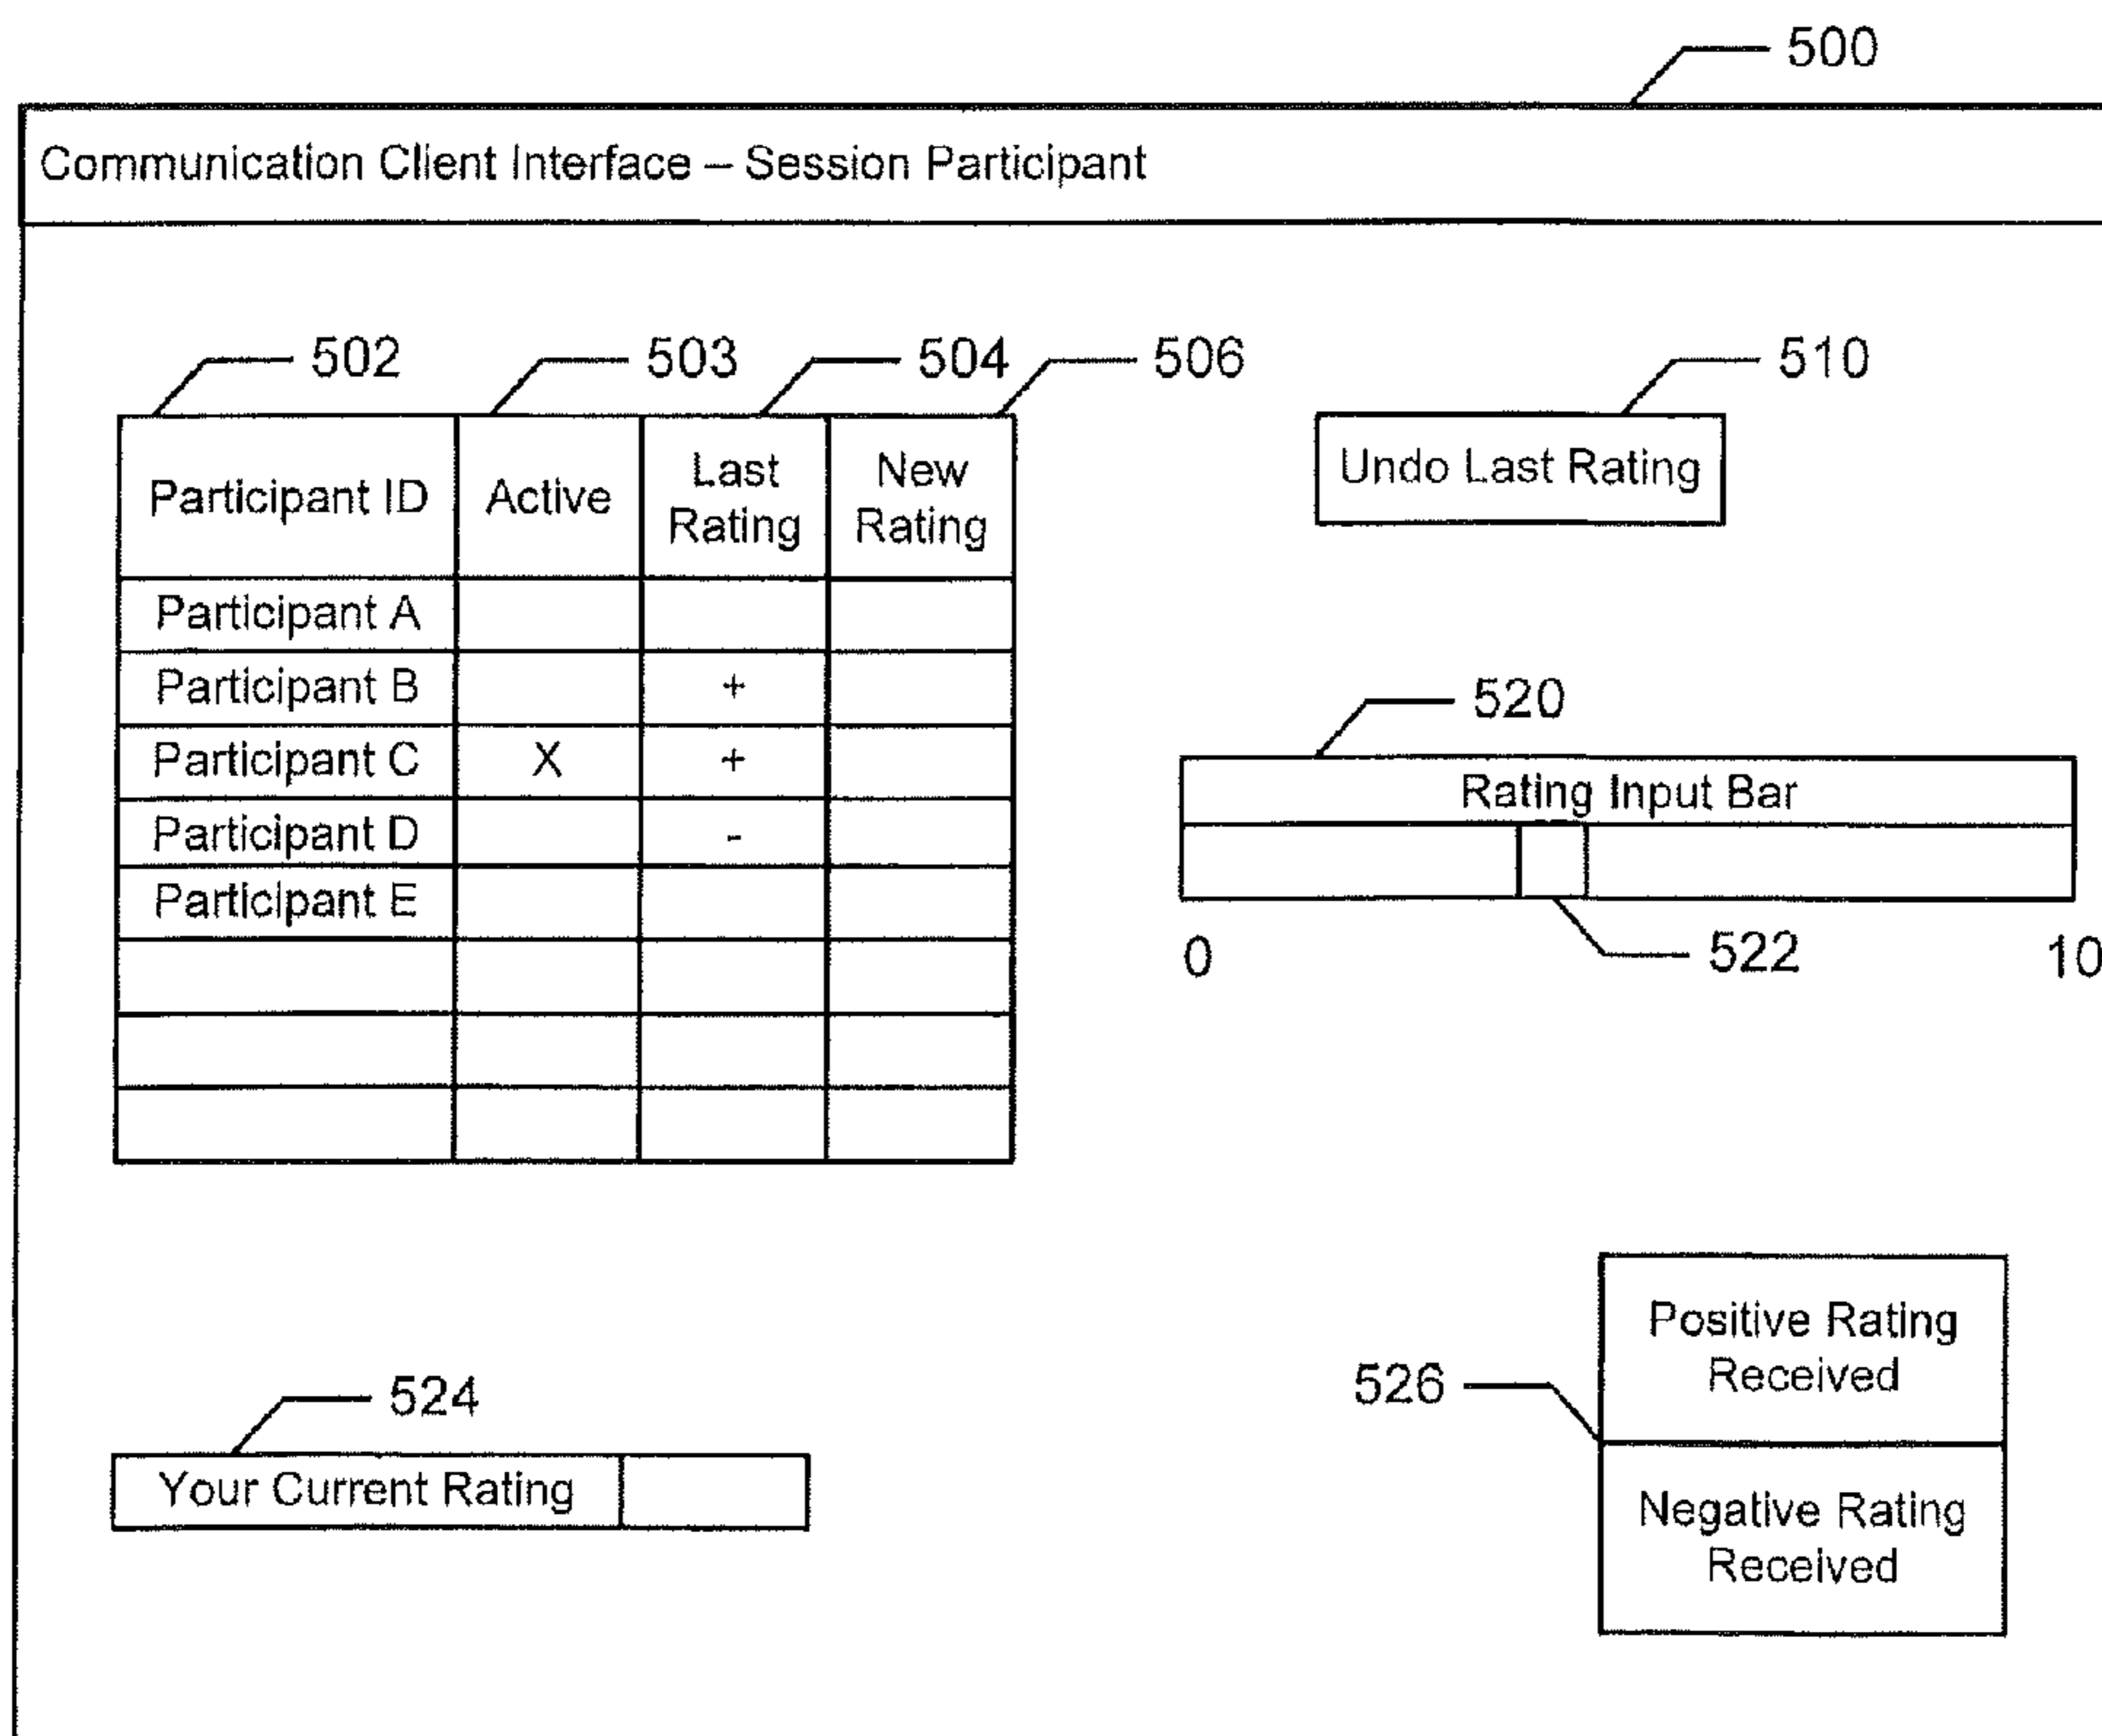 500
Communication Client Interface – Session Participant
502 503 504 506 510
Participant ID Active Last Rating New Rating
Undo Last Rating
Participant A
Participant B +
Participant C X +
Participant D -
Participant E
520
Rating Input Bar
0 522 10
Positive Rating
Received
526
Negative Rating
Received
524
Your Current Rating